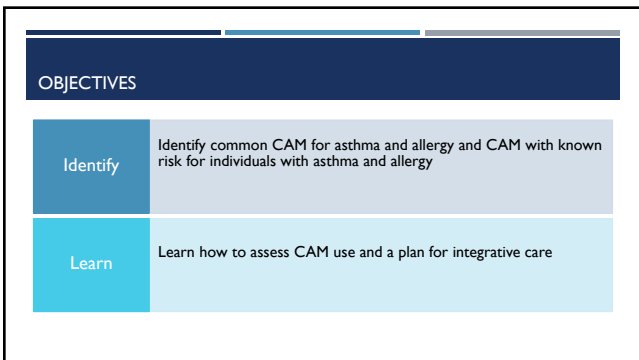 OBJECTIVES
Identify
Identify common CAM for asthma and allergy and CAM with known
risk for individuals with asthma and allergy
Learn
Learn how to assess CAM use and a plan for integrative care